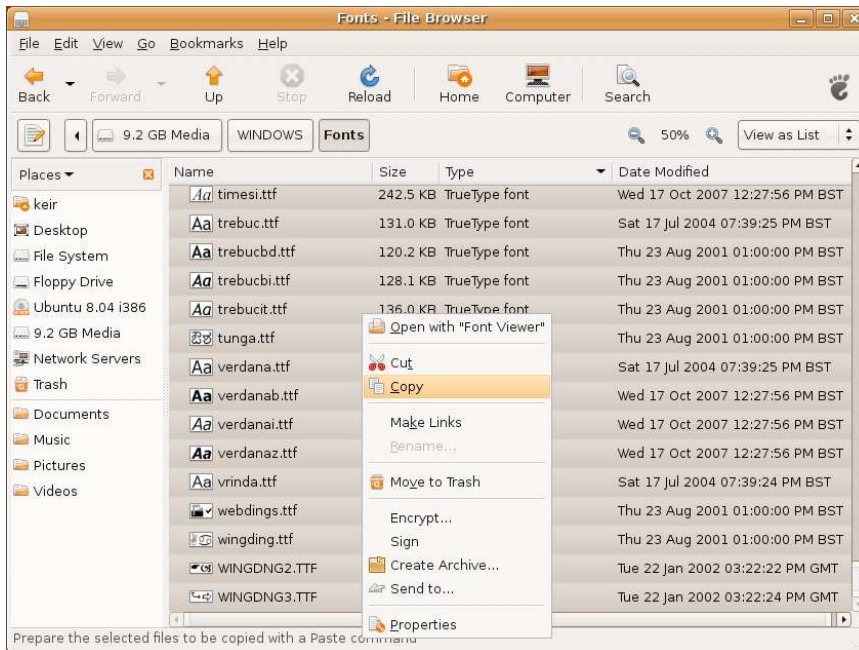 Fonts - File Browser
File Edit View Go Bookmarks Help
Back Forward Up Stop Reload Home Computer Search
9.2 GB Media WINDOWS Fonts 50% View as List
Places Name Size Type Date Modified
keir
Desktop
File System
Floppy Drive
Ubuntu 8.04 i386
9.2 GB Media
Network Servers
Trash
Documents
Music
Pictures
Videos
timesi.ttf 242.5 KB TrueType font Wed 17 Oct 2007 12:27:56 PM BST
trebuc.ttf 131.0 KB TrueType font Sat 17 Jul 2004 07:39:25 PM BST
trebucbd.ttf 120.2 KB TrueType font Thu 23 Aug 2001 01:00:00 PM BST
trebucbi.ttf 128.1 KB TrueType font Thu 23 Aug 2001 01:00:00 PM BST
trebucit.ttf 136.0 KB TrueType font Thu 23 Aug 2001 01:00:00 PM BST
tunga.ttf Thu 23 Aug 2001 01:00:00 PM BST
verdana.ttf Sat 17 Jul 2004 07:39:25 PM BST
verdanab.ttf Wed 17 Oct 2007 12:27:56 PM BST
verdanai.ttf Wed 17 Oct 2007 12:27:56 PM BST
verdanaz.ttf Wed 17 Oct 2007 12:27:56 PM BST
vrinda.ttf Sat 17 Jul 2004 07:39:24 PM BST
webdings.ttf Thu 23 Aug 2001 01:00:00 PM BST
wingding.ttf Thu 23 Aug 2001 01:00:00 PM BST
WINGDNG2.TTF Tue 22 Jan 2002 03:22:22 PM GMT
WINGDNG3.TTF Tue 22 Jan 2002 03:22:24 PM GMT
Open with "Font Viewer"
Cut
Copy
Make Links
Rename...
Move to Trash
Encrypt...
Sign
Create Archive...
Send to...
Properties
Prepare the selected files to be copied with a Paste command